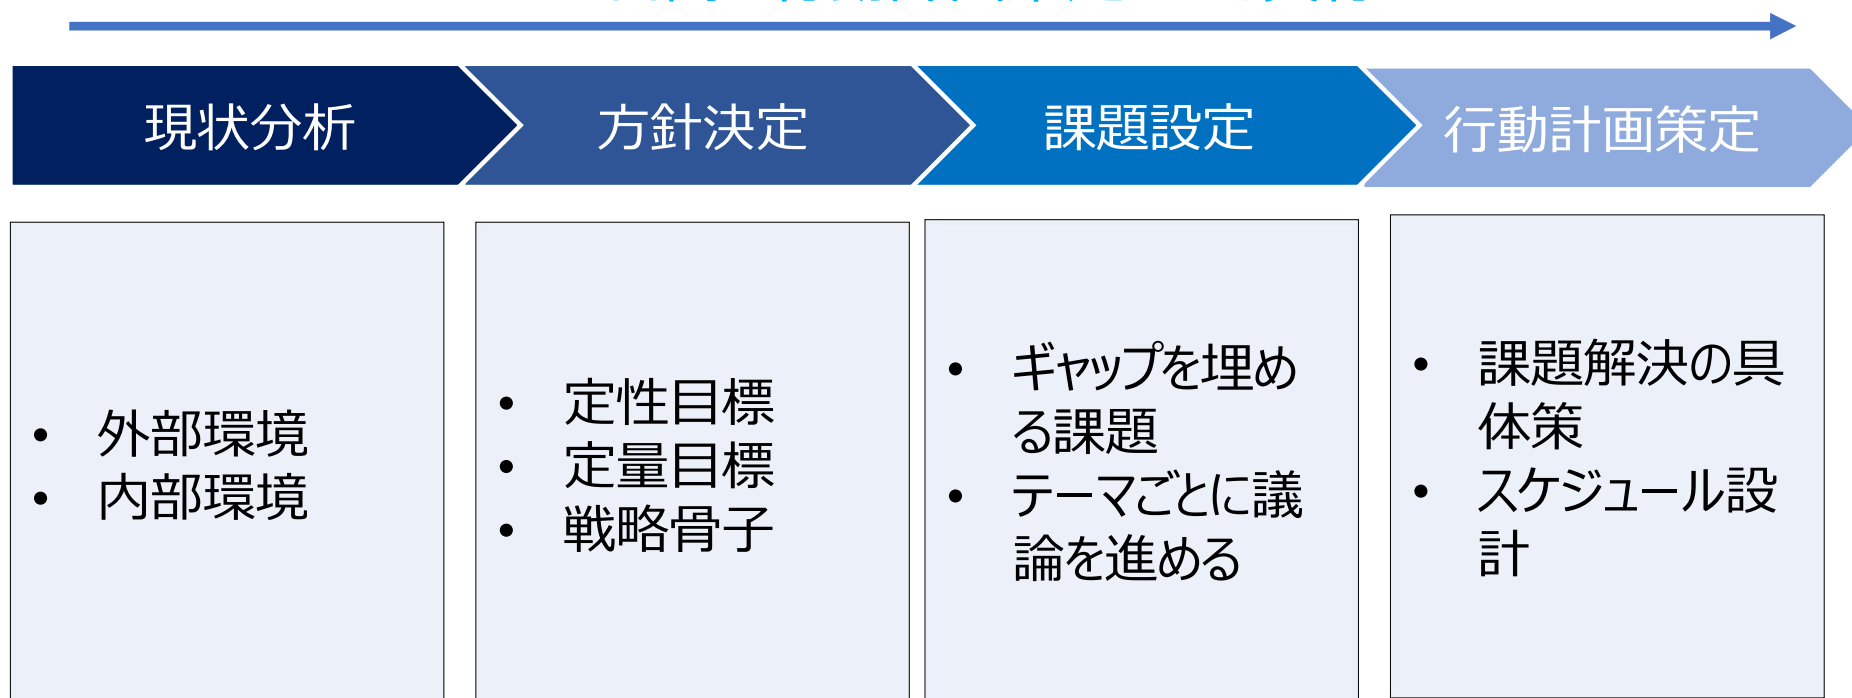 現状分析
方針決定
課題設定
行動計画策定
• 外部環境
• 内部環境
• 定性目標
• 定量目標
• 戦略骨子
• ギャップを埋め
る課題
• テーマごとに議
論を進める
• 課題解決の具
体策
• スケジュール設
計